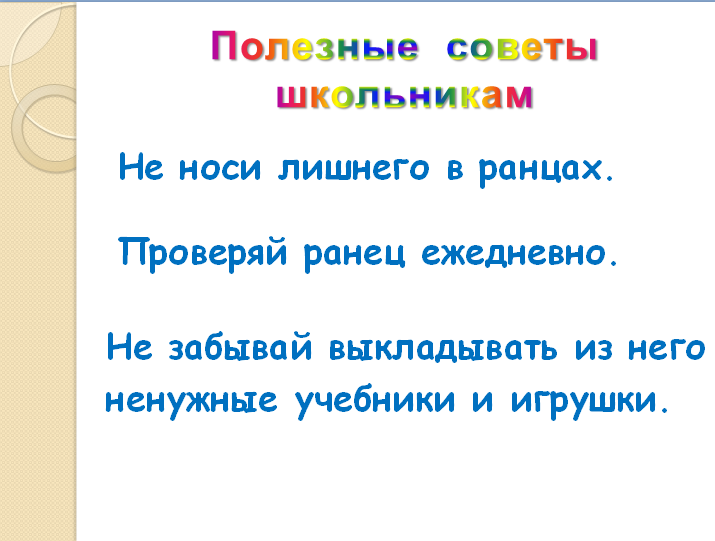 Полезные советы
школьникам
Не носи лишнего в ранцах.
Проверяй ранец ежедневно.
Не забывай выкладывать из него
ненужные учебники и игрушки.